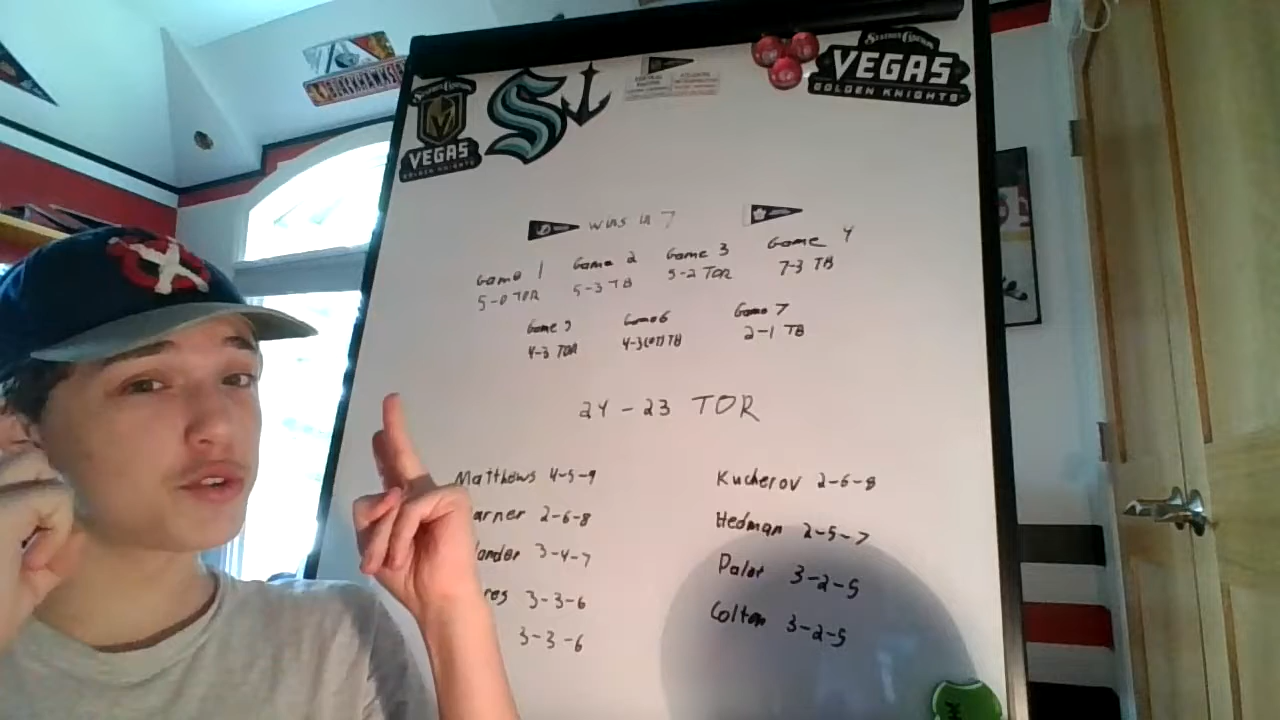 VEGAS
GOLDEN KNIGHTS
VEGAS
GOLDEN KNIGHTS
wins in 7
Game 1 Game 2 Game 3 Game 4
5-0 TOR 5-3 TB 5-2 TOR 7-3 TB
Game 5 Game 6 Game 7
4-3 TOR 4-3(OT) TB 2-1 TB
24 - 23 TOR
Matthews 4-5-9 Kucherov 2-6-8
arner 2-6-8 Hedman 2-5-7
lander 3-4-7 Palat 3-2-5
res 3-3-6 Colton 3-2-5
3-3-6